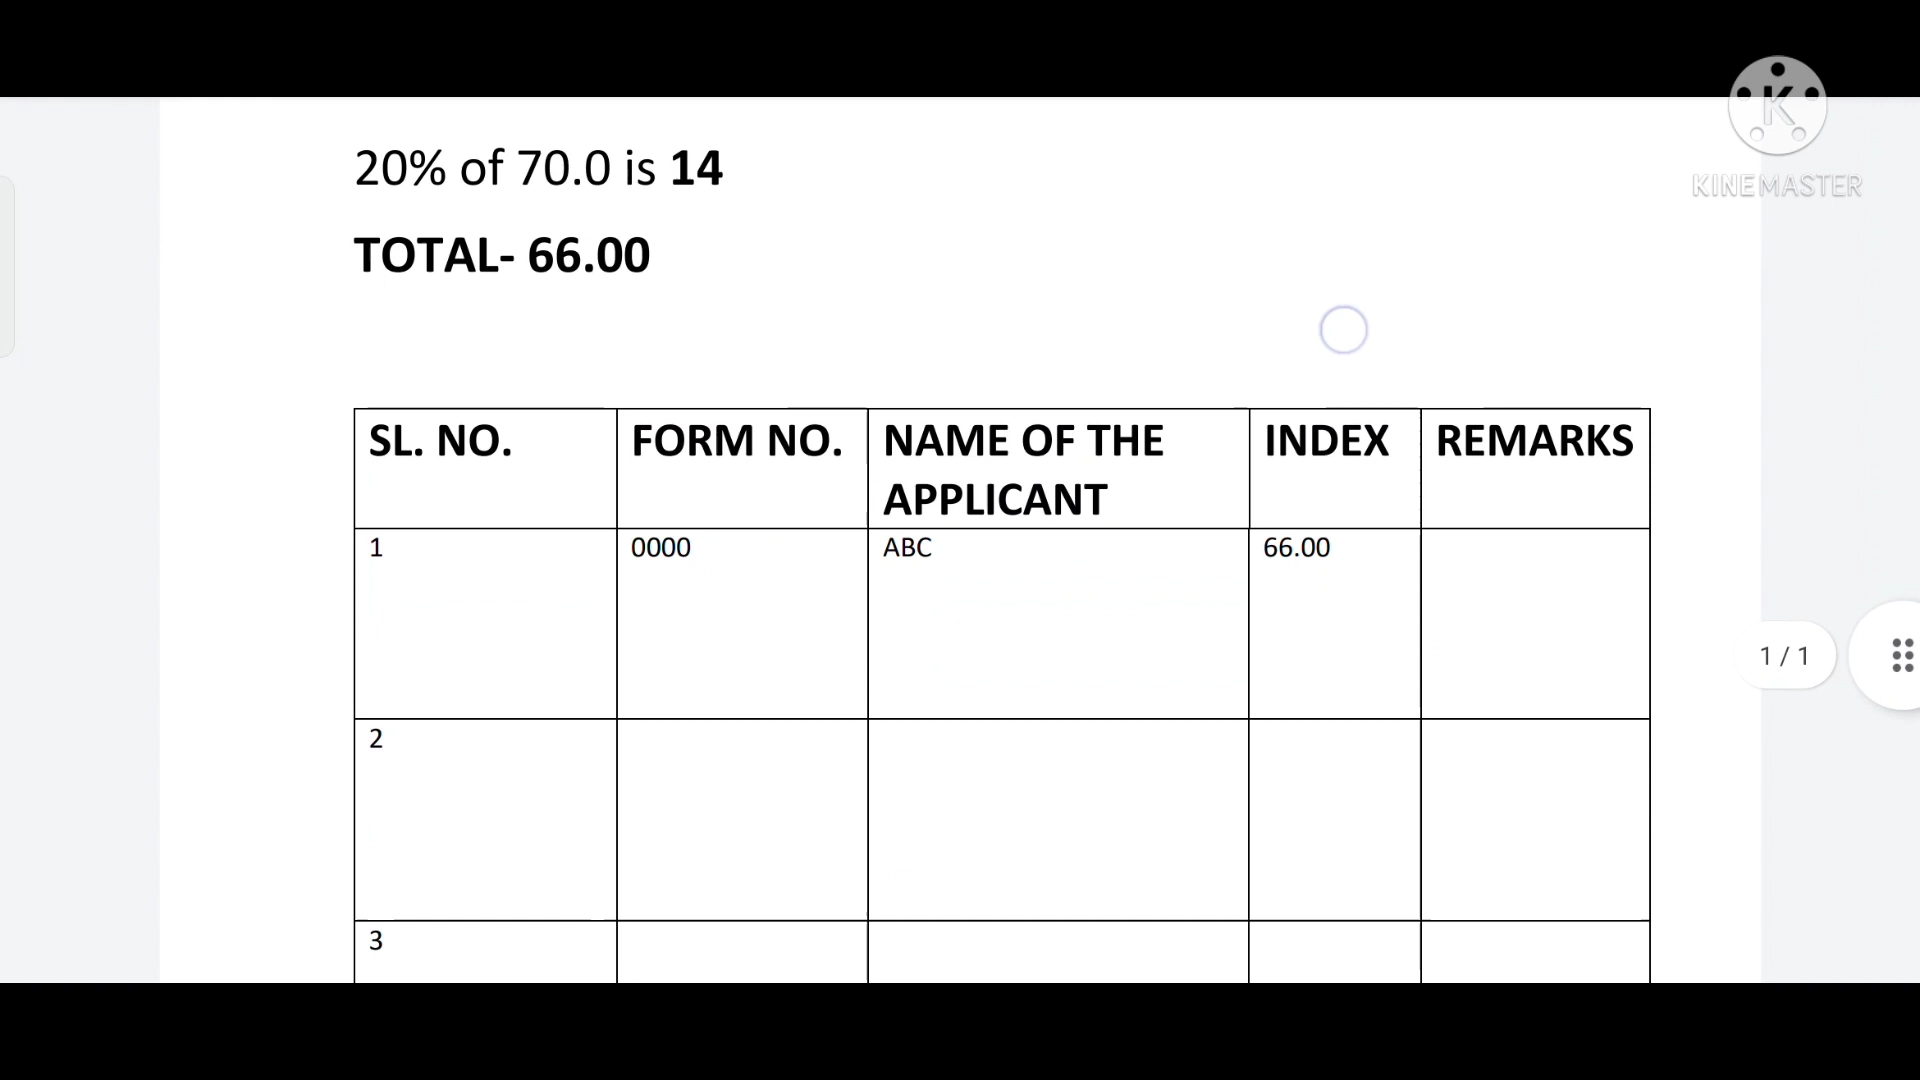 20% of 70.0 is 14
TOTAL- 66.00
K
KINEMASTER
SL. NO. FORM NO. NAME OF THE APPLICANT INDEX REMARKS
1 0000 ABC 66.00
2
3
1 / 1